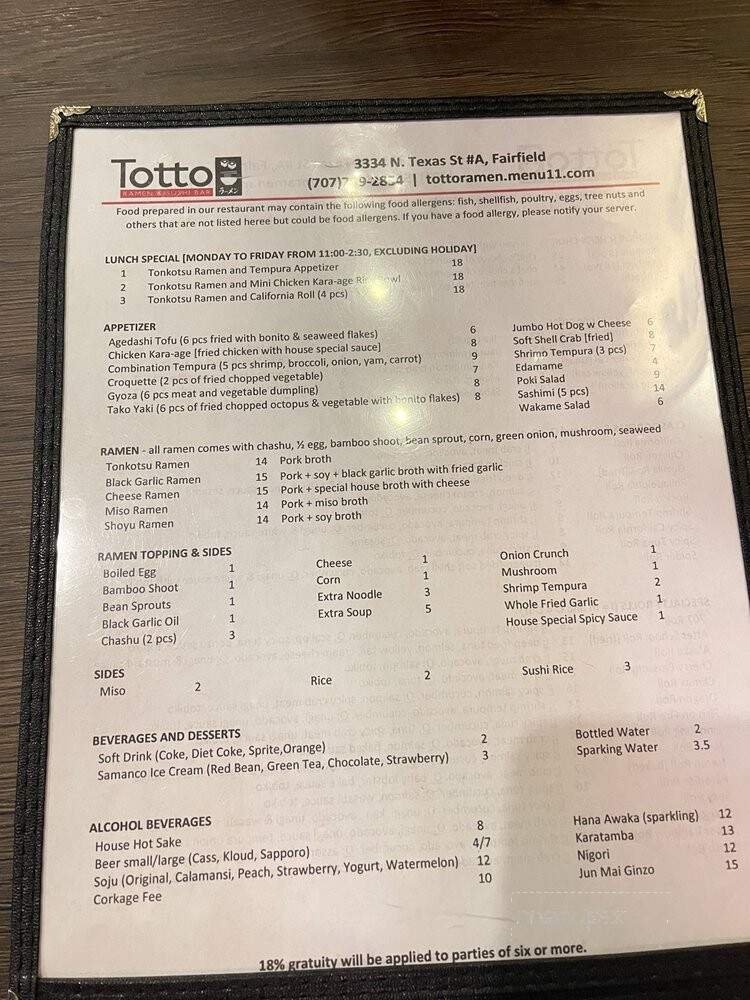 Totto
RAMEN & SUSHI BAR
ラーメン
3334 N. Texas St #A, Fairfield
(707)7 9-2854 | tottoramen.menu11.com
Food prepared in our restaurant may contain the following food allergens: fish, shellfish, poultry, eggs, tree nuts and
others that are not listed heree but could be food allergens. If you have a food allergy, please notify your server.
LUNCH SPECIAL [MONDAY TO FRIDAY FROM 11:00-2:30, EXCLUDING HOLIDAY]
1 Tonkotsu Ramen and Tempura Appetizer 18
2 Tonkotsu Ramen and Mini Chicken Kara-age Rice Bowl 18
3 Tonkotsu Ramen and California Roll (4 pcs) 18
APPETIZER
Agedashi Tofu (6 pcs fried with bonito & seaweed flakes) 6
Chicken Kara-age [fried chicken with house special sauce] 8
Combination Tempura (5 pcs shrimp, broccoli, onion, yam, carrot) 9
Croquette (2 pcs of fried chopped vegetable) 7
Gyoza (6 pcs meat and vegetable dumpling) 8
Tako Yaki (6 pcs of fried chopped octopus & vegetable with bonito flakes) 8
Jumbo Hot Dog w Cheese 6
Soft Shell Crab [fried] 8
Shrimo Tempura (3 pcs) 7
Edamame 4
Poki Salad 9
Sashimi (5 pcs) 14
Wakame Salad 6
RAMEN - all ramen comes with chashu, ½ egg, bamboo shoot, bean sprout, corn, green onion, mushroom, seaweed
Tonkotsu Ramen 14 Pork broth
Black Garlic Ramen 15 Pork + soy + black garlic broth with fried garlic
Cheese Ramen 15 Pork + special house broth with cheese
Miso Ramen 14 Pork + miso broth
Shoyu Ramen 14 Pork + soy broth
RAMEN TOPPING & SIDES
Boiled Egg 1
Bamboo Shoot 1
Bean Sprouts 1
Black Garlic Oil 1
Chashu (2 pcs) 3
Cheese 1
Corn 1
Extra Noodle 3
Extra Soup 5
Onion Crunch 1
Mushroom 1
Shrimp Tempura 2
Whole Fried Garlic 1
House Special Spicy Sauce 1
SIDES
Miso 2 Rice 2 Sushi Rice 3
BEVERAGES AND DESSERTS
Soft Drink (Coke, Diet Coke, Sprite,Orange) 2
Samanco Ice Cream (Red Bean, Green Tea, Chocolate, Strawberry) 3
Bottled Water 2
Sparking Water 3.5
ALCOHOL BEVERAGES
House Hot Sake 8
Beer small/large (Cass, Kloud, Sapporo) 4/7
Soju (Original, Calamansi, Peach, Strawberry, Yogurt, Watermelon) 12
Corkage Fee 10
Hana Awaka (sparkling) 12
Karatamba 13
Nigori 12
Jun Mai Ginzo 15
18% gratuity will be applied to parties of six or more.